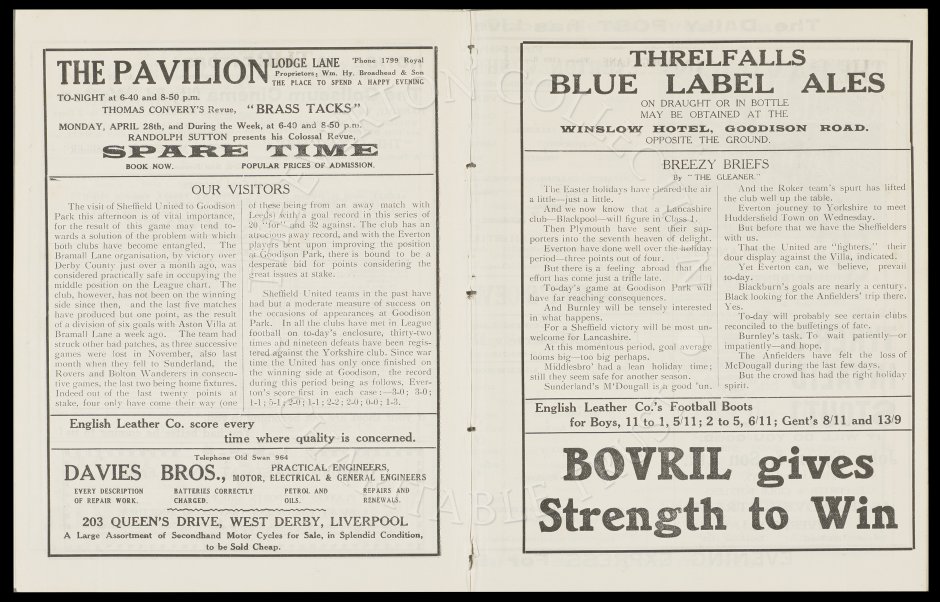 THE PAVILION
LODGE LANE 'Phone 1799 Royal
Proprietors: Wm. Hy. Broadhead & Son
THE PLACE TO SPEND A HAPPY EVENING
TO-NIGHT at 6-40 and 8-50 p.m.
THOMAS CONVERY'S Revue, "BRASS TACKS"
MONDAY, APRIL 28th, and During the Week, at 6-40 and 8-50 p.m.
RANDOLPH SUTTON presents his Colossal Revue,
SPARE TIME
BOOK NOW. POPULAR PRICES OF ADMISSION.
OUR VISITORS
The visit of Sheffield United to Goodison
Park this afternoon is of vital importance,
for the result of this game may tend to-
wards a solution of the problem with which
both clubs have become entangled. The
Bramall Lane organisation, by victory over
Derby County just over a month ago, was
considered practically safe in occupying the
middle position on the League chart. The
club, however, has not been on the winning
side since then, and the last five matches
have produced but one point, as the result
of a division of six goals with Aston Villa at
Bramall Lane a week ago. The team had
struck other bad patches, as three successive
games were lost in November, also last
month when they fell to Sunderland, the
Rovers and Bolton Wanderers in consecu-
tive games, the last two being home fixtures.
Indeed out of the last twenty points at
stake, four only have come their way (one
of these being from an away match with
Leeds) with a goal record in this series of
20 "for" and 32 against. The club has an
atrocious away record, and with the Everton
players bent upon improving the position
at Goodison Park, there is bound to be a
desperate bid for points considering the
great issues at stake.
Sheffield United teams in the past have
had but a moderate measure of success on
the occasions of appearances at Goodison
Park. In all the clubs have met in League
football on to-day's enclosure, thirty-two
times and nineteen defeats have been regis-
tered against the Yorkshire club. Since war
time the United has only once finished on
the winning side at Goodison, the record
during this period being as follows, Ever-
ton's score first in each case:—3-0; 3-0;
1-1; 5-1; 2-0; 1-1; 2-2; 2-0; 0-0; 1-3.
English Leather Co. score every
time where quality is concerned.
Telephone Old Swan 964
DAVIES BROS., PRACTICAL ENGINEERS,
MOTOR, ELECTRICAL & GENERAL ENGINEERS
EVERY DESCRIPTION BATTERIES CORRECTLY PETROL AND REPAIRS AND
OF REPAIR WORK. CHARGED. OILS. RENEWALS.
203 QUEEN'S DRIVE, WEST DERBY, LIVERPOOL
A Large Assortment of Secondhand Motor Cycles for Sale, in Splendid Condition,
to be Sold Cheap.
THRELFALLS
BLUE LABEL ALES
ON DRAUGHT OR IN BOTTLE
MAY BE OBTAINED AT THE
WINSLOW HOTEL, GOODISON ROAD.
OPPOSITE THE GROUND.
BREEZY BRIEFS
By "THE GLEANER."
The Easter holidays have cleared the air
a little—just a little.
And we now know that a Lancashire
club—Blackpool—will figure in Class 1.
Then Plymouth have sent their sup-
porters into the seventh heaven of delight.
Everton have done well over the holiday
period—three points out of four.
But there is a feeling abroad that the
effort has come just a trifle late.
To-day's game at Goodison Park will
have far reaching consequences.
And Burnley will be tensely interested
in what happens.
For a Sheffield victory will be most un-
welcome for Lancashire.
At this momentous period, goal average
looms big—too big perhaps.
Middlesbro' had a lean holiday time;
still they seem safe for another season.
Sunderland's M'Dougall is a good 'un.
And the Roker team's spurt has lifted
the club well up the table.
Everton journey to Yorkshire to meet
Huddersfield Town on Wednesday.
But before that we have the Sheffielders
with us.
That the United are "fighters," their
dour display against the Villa, indicated.
Yet Everton can, we believe, prevail
to-day.
Blackburn's goals are nearly a century.
Black looking for the Anfielders' trip there.
Yes.
To-day will probably see certain clubs
reconciled to the buffetings of fate.
Burnley's task. To wait patiently—or
impatiently—and hope.
The Anfielders have felt the loss of
McDougall during the last few days.
But the crowd has had the right holiday
spirit.
English Leather Co.'s Football Boots
for Boys, 11 to 1, 5/11; 2 to 5, 6/11; Gent's 8/11 and 13/9
BOVRIL gives
Strength to Win